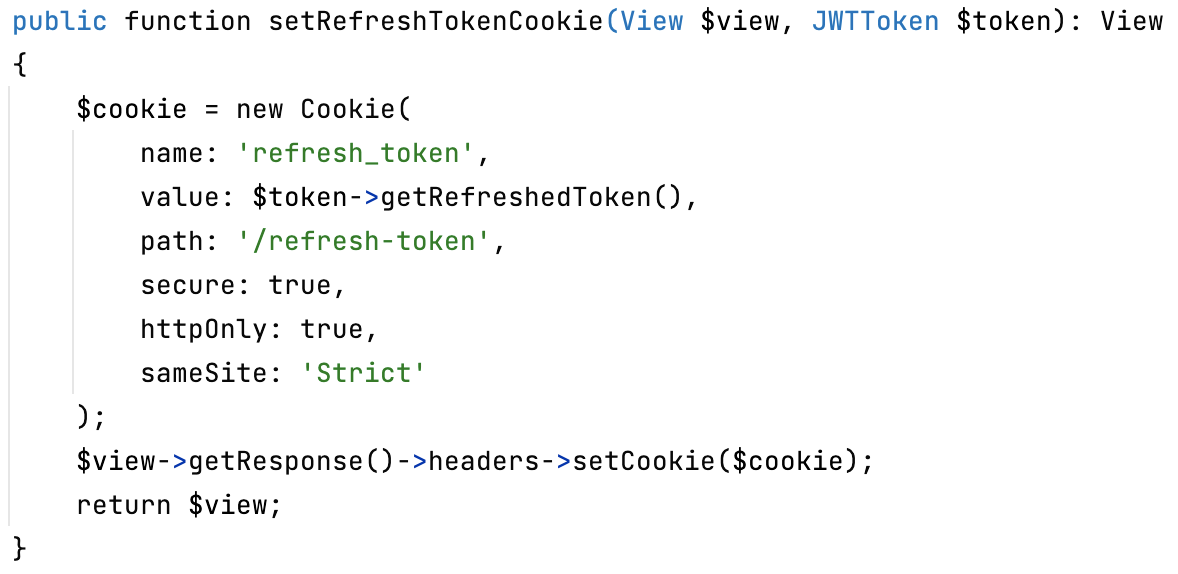 public function setRefreshTokenCookie(View $view, JWTToken $token): View
{
    $cookie = new Cookie(
        name: 'refresh_token',
        value: $token->getRefreshedToken(),
        path: '/refresh-token',
        secure: true,
        httpOnly: true,
        sameSite: 'Strict'
    );
    $view->getResponse()->headers->setCookie($cookie);
    return $view;
}